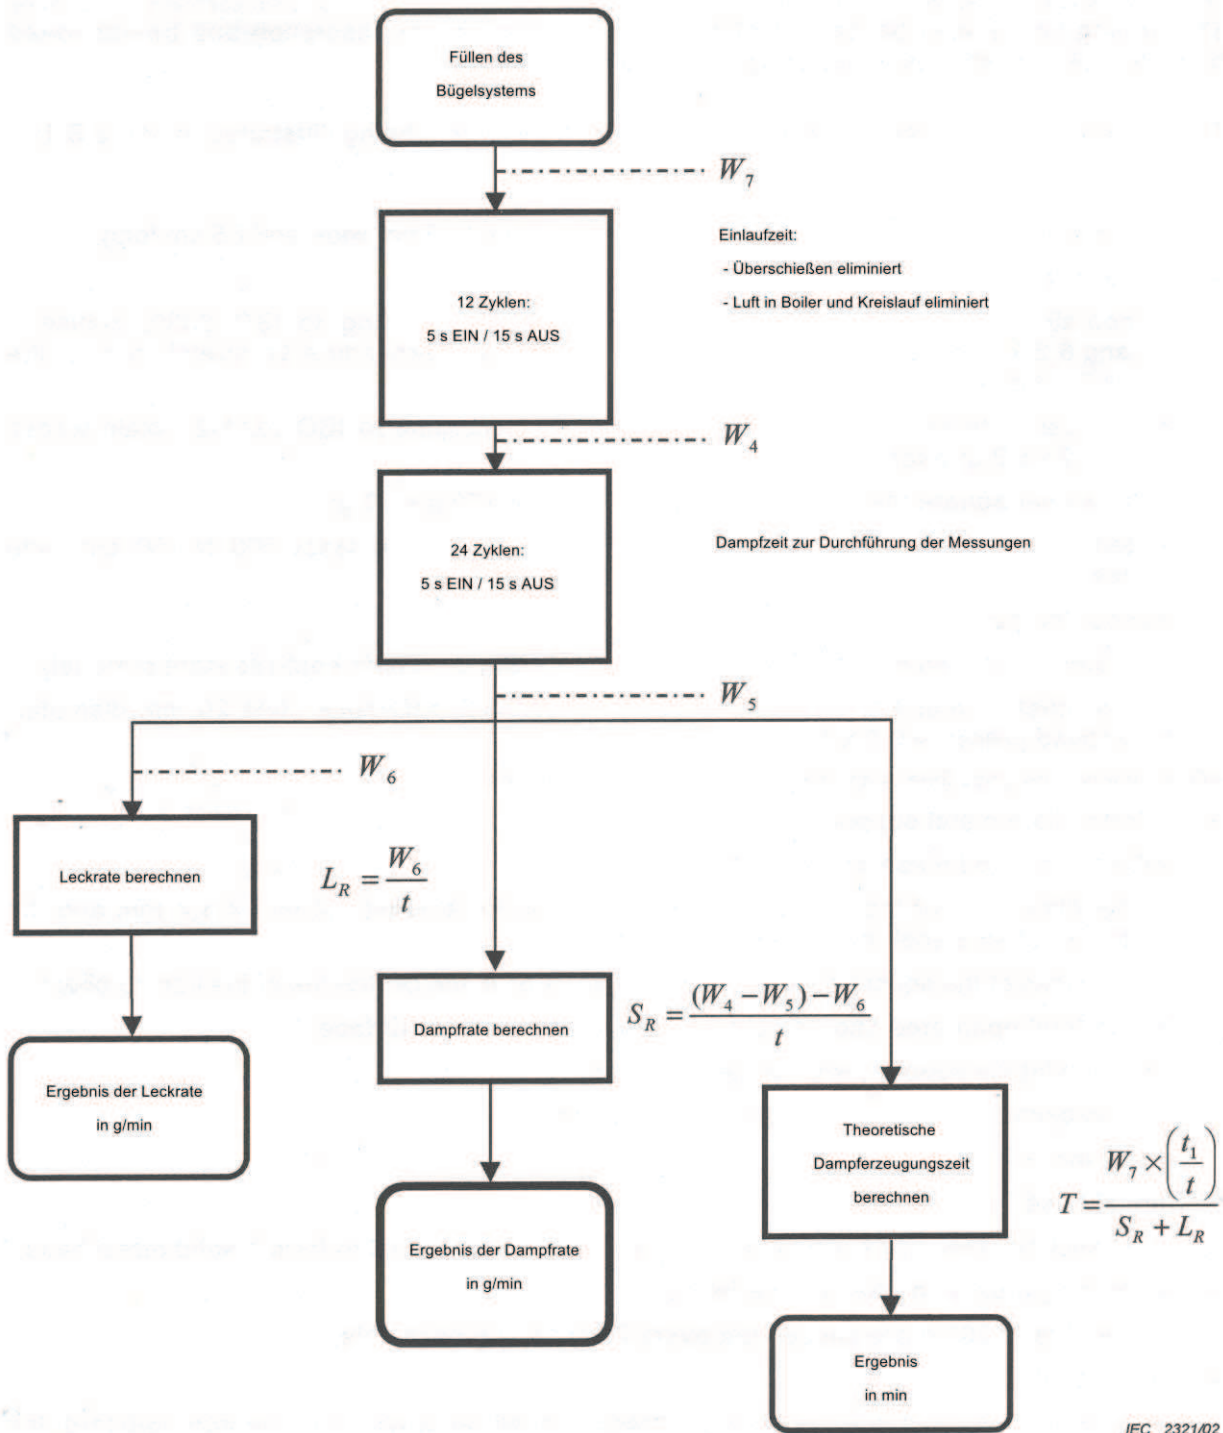 Füllen des
Bügelsystems
W₇
Einlaufzeit:
- Überschießen eliminiert
- Luft in Boiler und Kreislauf eliminiert
12 Zyklen:
5 s EIN / 15 s AUS
W₄
24 Zyklen:
5 s EIN / 15 s AUS
Dampfzeit zur Durchführung der Messungen
W₅
W₆
Leckrate berechnen
L_R = W₆ / t
Dampfrate berechnen
S_R = ((W₄ − W₅) − W₆) / t
Ergebnis der Leckrate
in g/min
Theoretische
Dampferzeugungszeit
berechnen
T = (W₇ × (t₁ / t)) / (S_R + L_R)
Ergebnis der Dampfrate
in g/min
Ergebnis
in min
IEC 2321/02